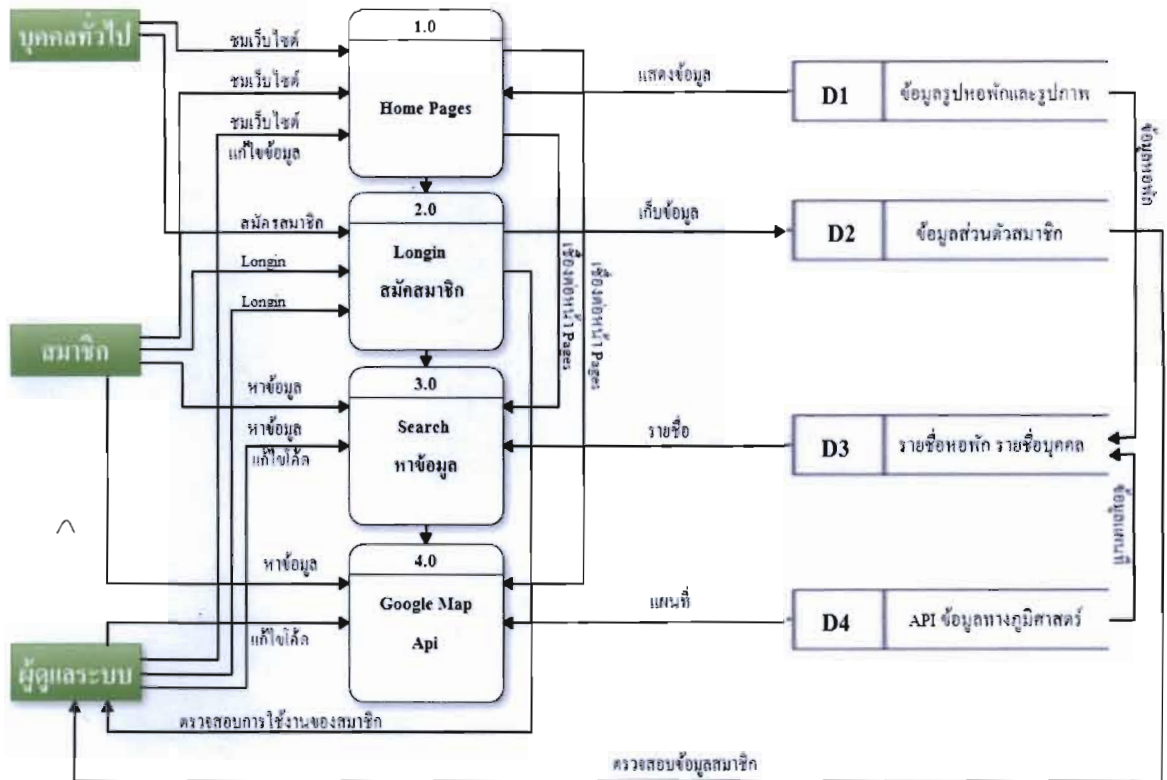 บุคคลทั่วไป
ชมเว็บไซต์
ชมเว็บไซต์
ชมเว็บไซต์
แก้ไขข้อมูล
1.0
Home Pages
แสดงข้อมูล
D1
ข้อมูลรูปหอพักและรูปภาพ
ข้อมูลหอพัก
สมัครสมาชิก
Longin
Longin
2.0
Longin
สมัคสมาชิก
เก็บข้อมูล
D2
ข้อมูลส่วนตัวสมาชิก
เชื่องต่อหน้า Pages
เชื่องต่อหน้า Pages
สมาชิก
หาข้อมูล
หาข้อมูล
แก้ไขโค้ด
3.0
Search
หาข้อมูล
รายชื่อ
D3
รายชื่อหอพัก รายชื่อบุคคล
ข้อมูลแผนที่
หาข้อมูล
แก้ไขโค้ด
4.0
Google Map
Api
แผนที่
D4
API ข้อมูลทางภูมิศาสตร์
ผู้ดูแลระบบ
ตรวจสอบการใช้งานของสมาชิก
ตรวจสอบข้อมูลสมาชิก